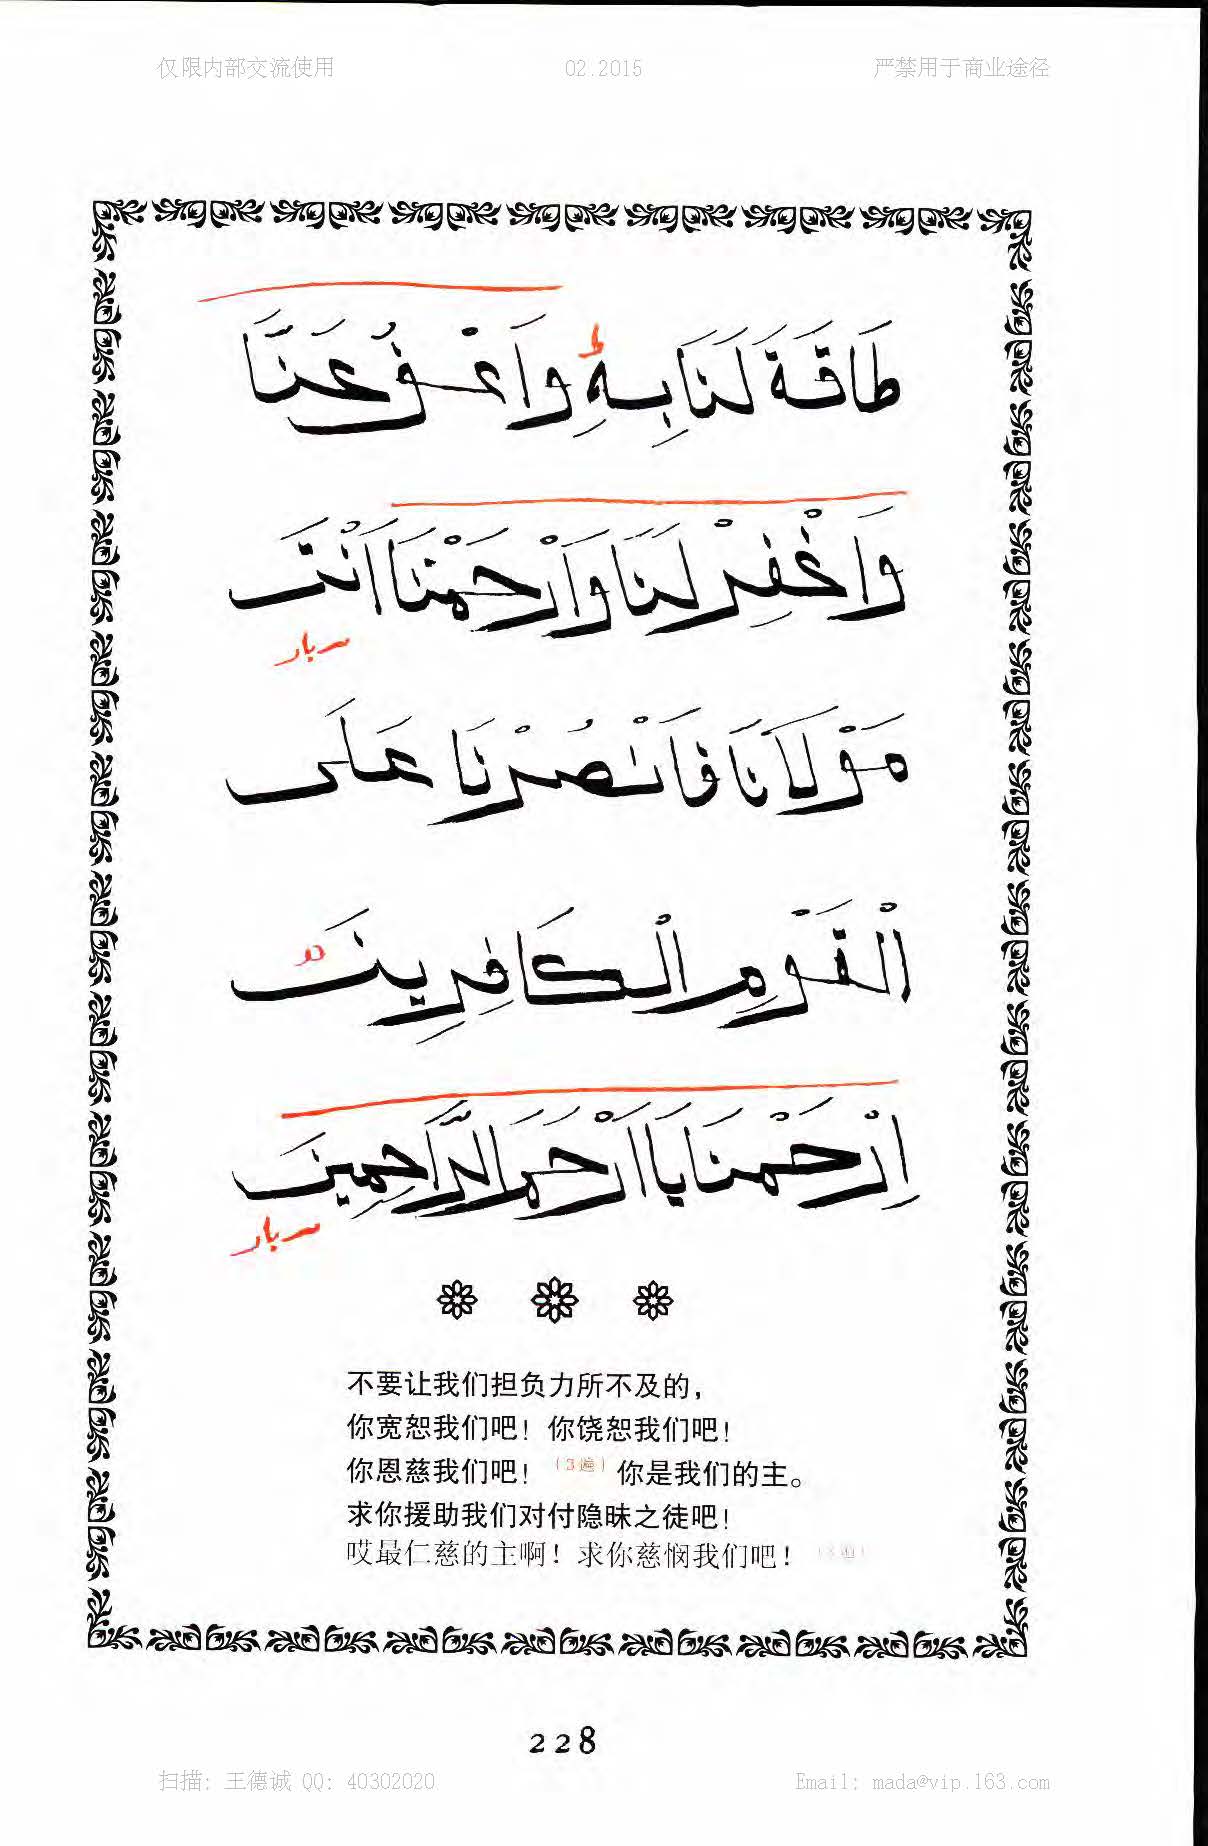 仅限内部交流使用 02.2015 严禁用于商业途径
طَاقَةَ لَنَا بِهِ ۖ وَاعْفُ عَنَّا
وَاغْفِرْ لَنَا وَارْحَمْنَا اَنْتَ
سربار
مَوْلَانَا فَانْصُرْنَا عَلَى
الْقَوْمِ الْكَافِرِينَ
اِرْحَمْنَا يَا اَرْحَمَ الرَّاحِمِينَ
سربار
不要让我们担负力所不及的，
你宽恕我们吧！你饶恕我们吧！
你恩慈我们吧！（3遍）你是我们的主。
求你援助我们对付隐昧之徒吧！
哎最仁慈的主啊！求你慈悯我们吧！（3遍）
228
扫描: 王德诚 QQ: 40302020 Email: mada@vip.163.com